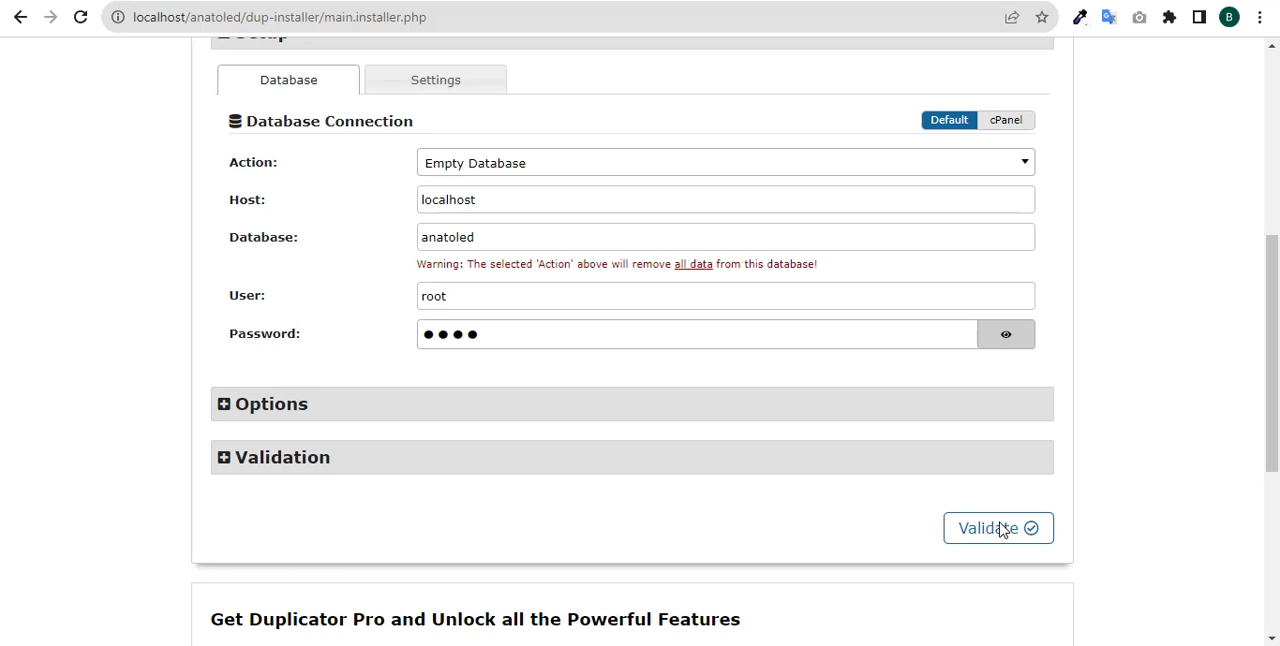 localhost/anatoled/dup-installer/main.installer.php
B
Setup
Database
Settings
Database Connection
Default
cPanel
Action:
Empty Database
Host:
localhost
Database:
anatoled
Warning: The selected 'Action' above will remove all data from this database!
User:
root
Password:
Options
Validation
Validate
Get Duplicator Pro and Unlock all the Powerful Features